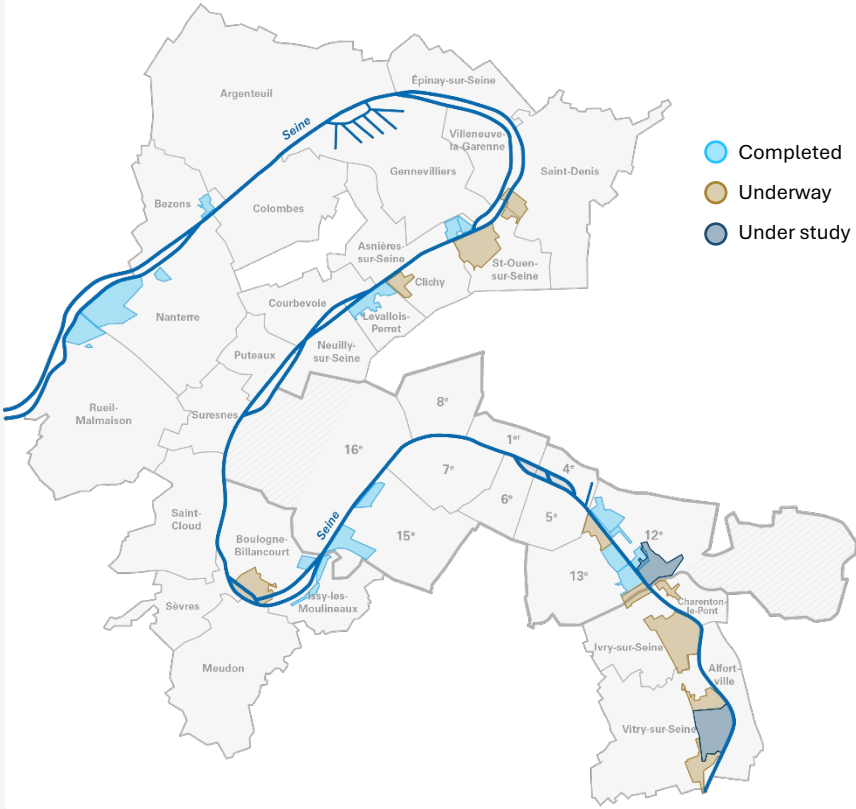 Épinay-sur-Seine
Argenteuil
Seine
Villeneuve-
la-Garenne
Gennevilliers
Saint-Denis
Completed
Underway
Under study
Bezons
Colombes
Asnières-
sur-Seine
St-Ouen-
sur-Seine
Clichy
Courbevoie
Nanterre
Levallois-
Perret
Neuilly-
sur-Seine
Puteaux
Rueil-
Malmaison
Suresnes
8e
1er
16e
7e
4e
6e
5e
Saint-
Cloud
Seine
15e
12e
Boulogne-
Billancourt
13e
Issy-les-
Moulineaux
Sèvres
Charenton-
le-Pont
Meudon
Ivry-sur-Seine
Alfort-
ville
Vitry-sur-Seine